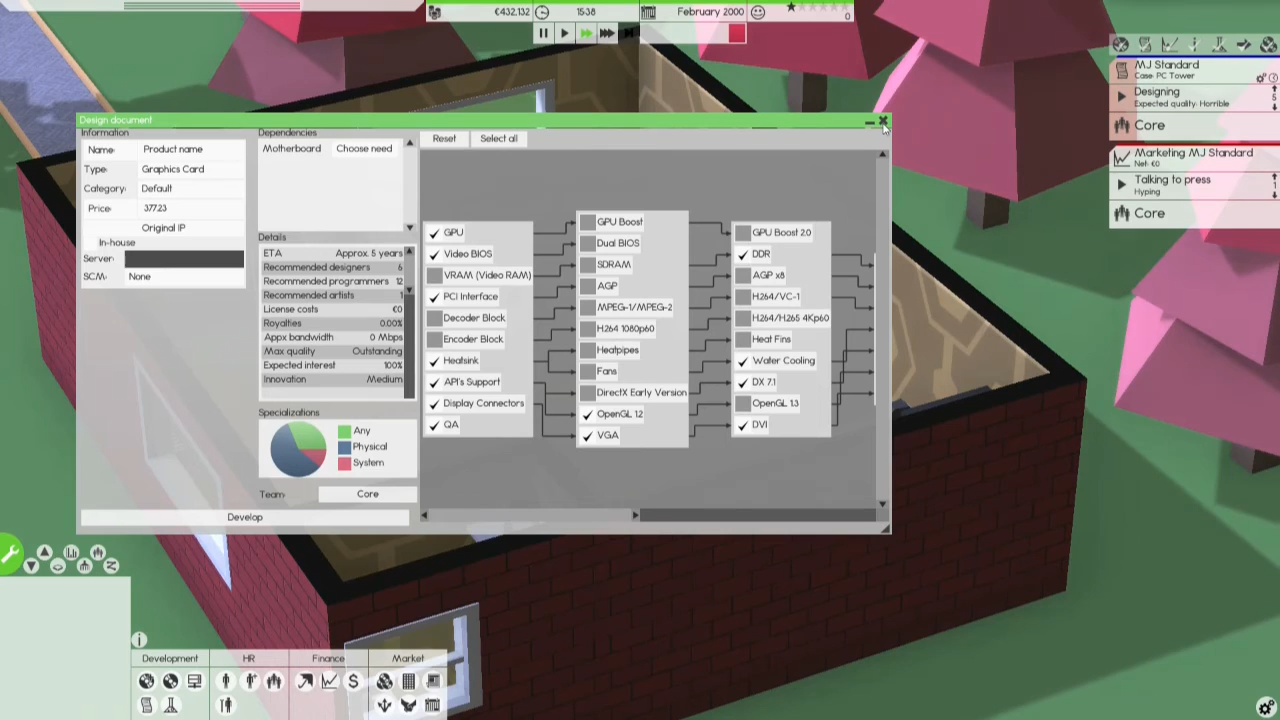 €432,132
15:38
February 2000
0
MJ Standard
Case: PC Tower
Designing
5
Expected quality: Horrible
Core
Marketing MJ Standard
Net: €0
Talking to press
1
Hyping
Core
Design document
Information
Name: Product name
Type: Graphics Card
Category: Default
Price: 377.23
Original IP
In-house
Server:
SCM: None
Dependencies
Motherboard Choose need
Details
ETA Approx. 5 years
Recommended designers 6
Recommended programmers 12
Recommended artists 1
License costs €0
Royalties 0.00%
Appx bandwidth 0 Mbps
Max quality Outstanding
Expected interest 100%
Innovation Medium
Specializations
Any
Physical
System
Team: Core
Develop
Reset Select all
GPU
Video BIOS
VRAM (Video RAM)
PCI Interface
Decoder Block
Encoder Block
Heatsink
API's Support
Display Connectors
QA
GPU Boost
Dual BIOS
SDRAM
AGP
MPEG-1/MPEG-2
H264 1080p60
Heatpipes
Fans
DirectX Early Version
OpenGL 1.2
VGA
GPU Boost 2.0
DDR
AGP x8
H264/VC-1
H264/H265 4Kp60
Heat Fins
Water Cooling
DX 7.1
OpenGL 1.3
DVI
Development HR Finance Market